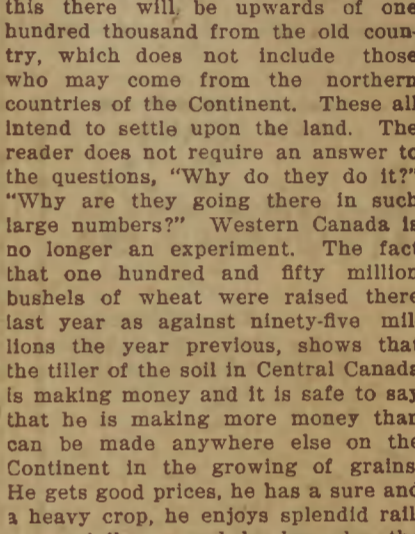 this there will be upwards of one
hundred thousand from the old coun-
try, which does not include those
who may come from the northern
countries of the Continent. These all
intend to settle upon the land. The
reader does not require an answer to
the questions, "Why do they do it?"
"Why are they going there in such
large numbers?" Western Canada is
no longer an experiment. The fact
that one hundred and fifty million
bushels of wheat were raised there
last year as against ninety-five mil
lions the year previous, shows that
the tiller of the soil in Central Canada
is making money and it is safe to say
that he is making more money than
can be made anywhere else on the
Continent in the growing of grains
He gets good prices, he has a sure and
a heavy crop, he enjoys splendid rail